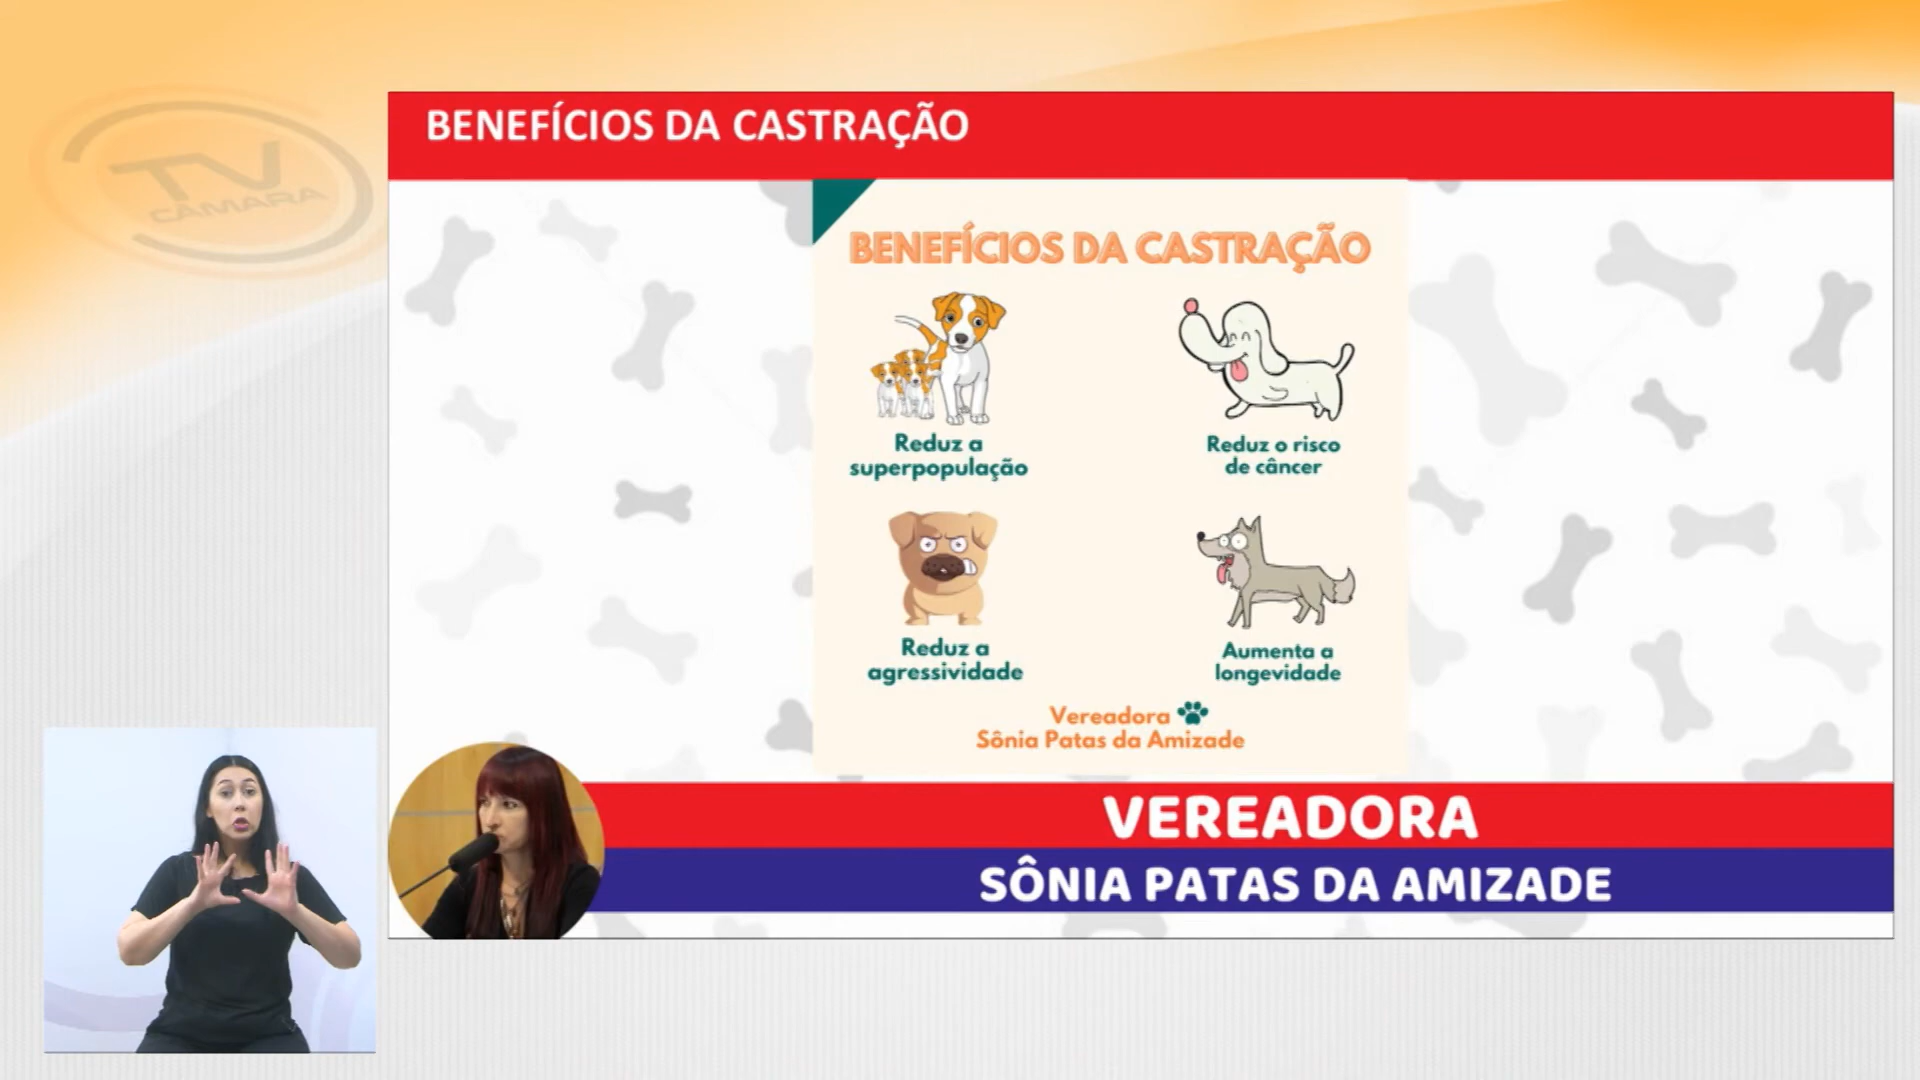 TV
CÂMARA
BENEFÍCIOS DA CASTRAÇÃO
BENEFÍCIOS DA CASTRAÇÃO
Reduz a
superpopulação
Reduz o risco
de câncer
Reduz a
agressividade
Aumenta a
longevidade
Vereadora
Sônia Patas da Amizade
VEREADORA
SÔNIA PATAS DA AMIZADE